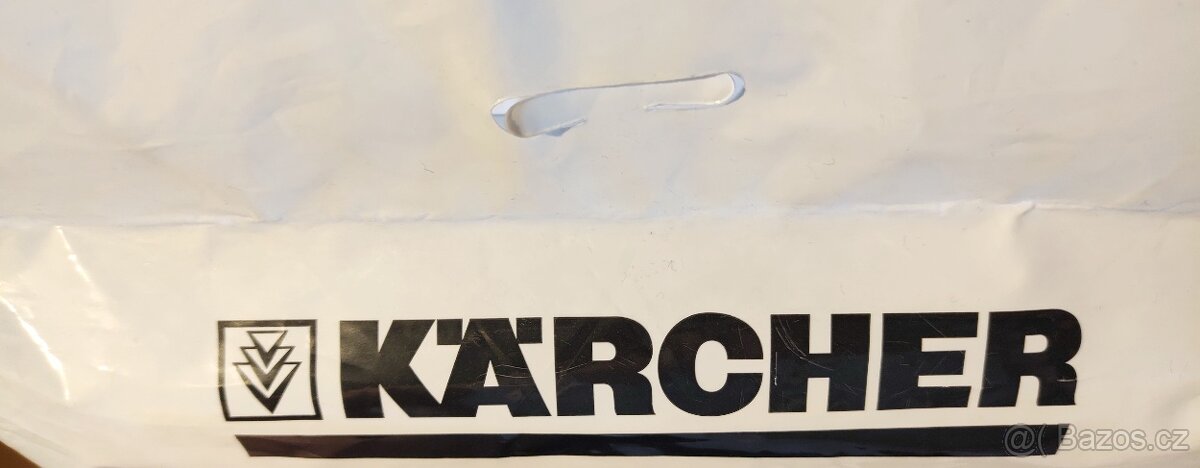 KÄRCHER
@( Bazos.cz